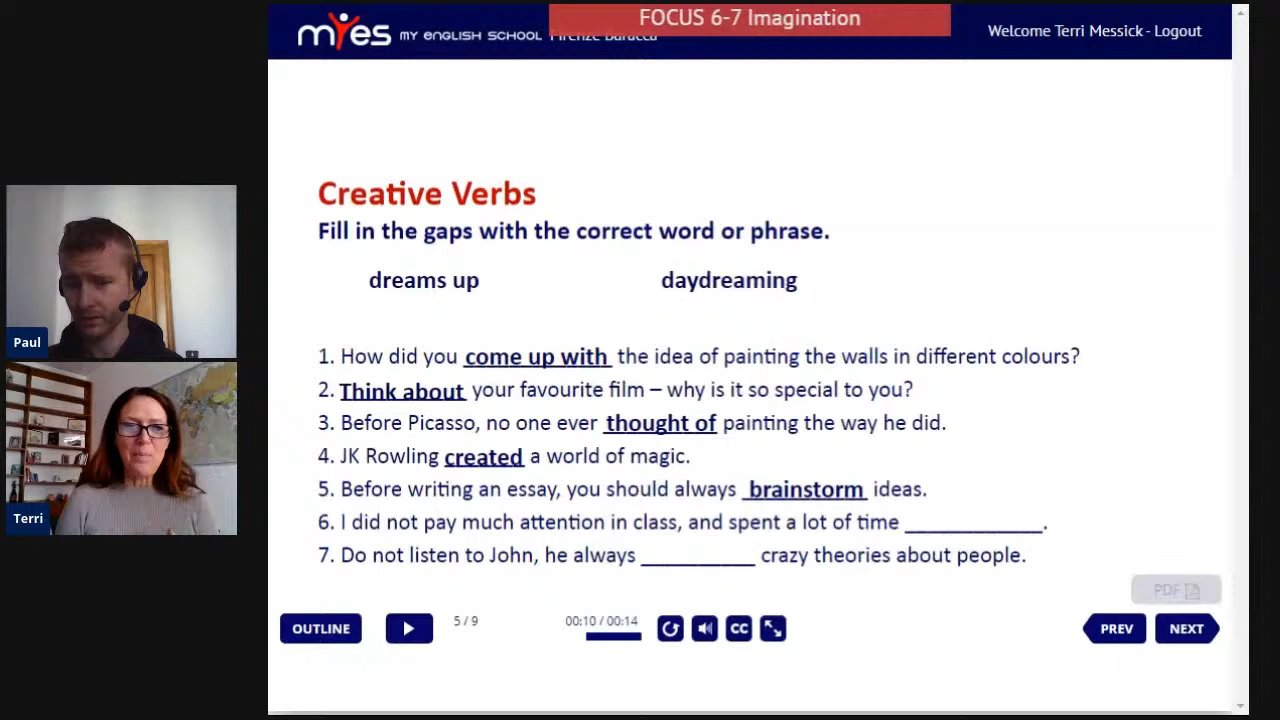 FOCUS 6-7 Imagination
myes MY ENGLISH SCHOOL Firenze Baracca
Welcome Terri Messick - Logout
Creative Verbs
Fill in the gaps with the correct word or phrase.
dreams up daydreaming
1. How did you come up with the idea of painting the walls in different colours?
2. Think about your favourite film – why is it so special to you?
3. Before Picasso, no one ever thought of painting the way he did.
4. JK Rowling created a world of magic.
5. Before writing an essay, you should always brainstorm ideas.
6. I did not pay much attention in class, and spent a lot of time ____________.
7. Do not listen to John, he always __________ crazy theories about people.
Paul
Terri
PDF
OUTLINE 5 / 9 00:10 / 00:14 CC PREV NEXT